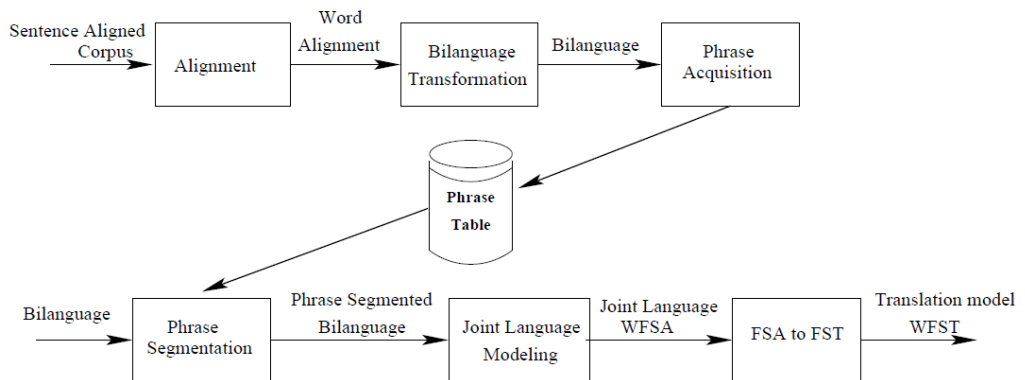 Sentence Aligned
Corpus
Alignment
Word
Alignment
Bilanguage
Transformation
Bilanguage
Phrase
Acquisition
Phrase
Table
Bilanguage
Phrase
Segmentation
Phrase Segmented
Bilanguage
Joint Language
Modeling
Joint Language
WFSA
FSA to FST
Translation model
WFST